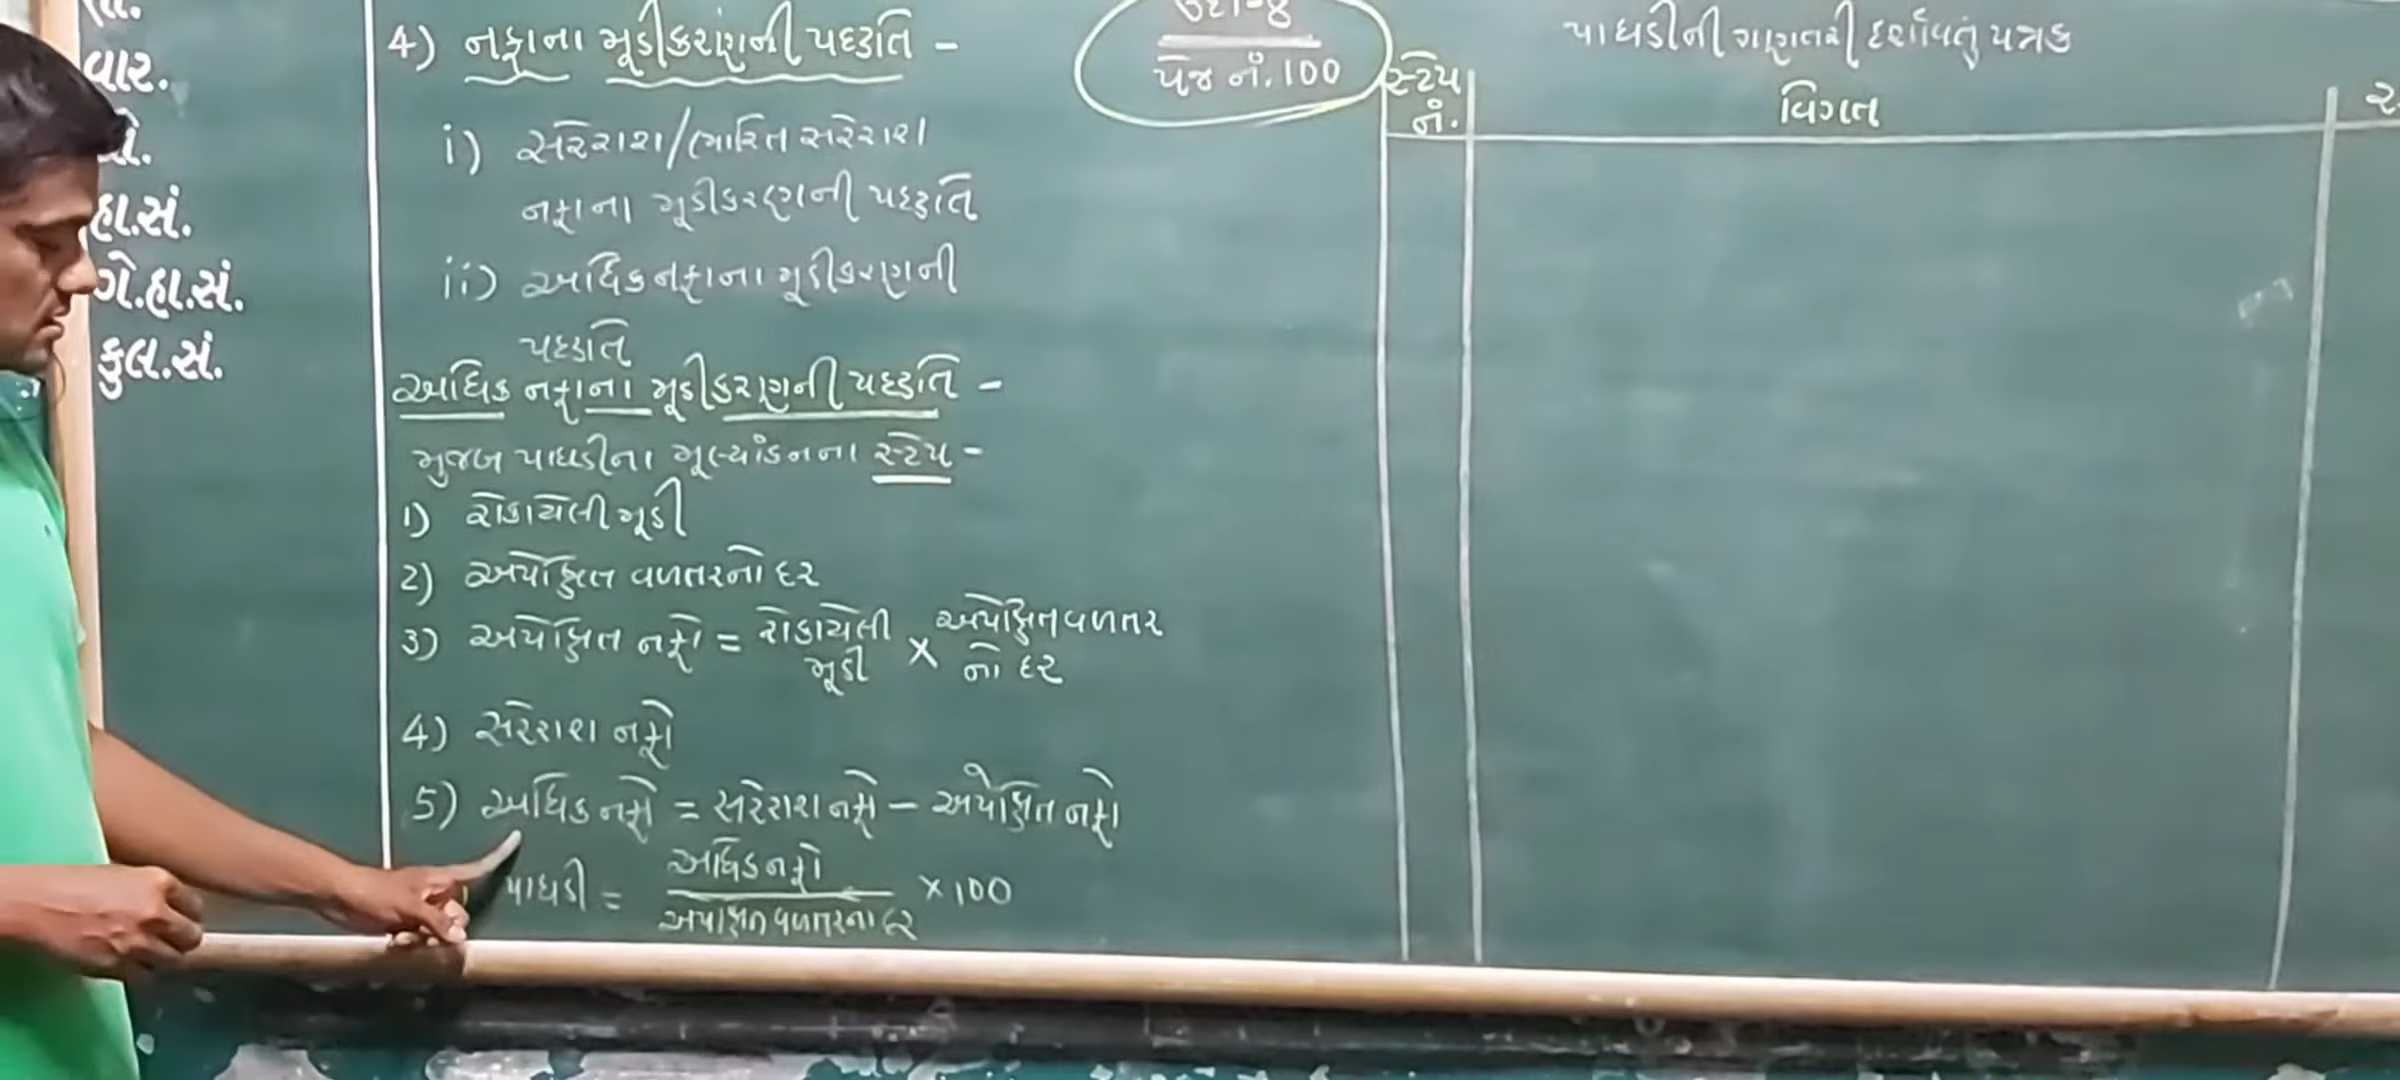 વાર.
હા.સં.
ગે.હા.સં.
કુલ.સં.
4) નફાના મૂડીકરણની પદ્ધતિ -
i) સરેરાશ/ભારિત સરેરાશ
નફાના મૂડીકરણની પદ્ધતિ
ii) અધિક નફાના મૂડીકરણની
પદ્ધતિ
અધિક નફાના મૂડીકરણની પદ્ધતિ -
મુજબ પાઘડીના મૂલ્યાંકનના સ્ટેપ -
1) રોકાયેલી મૂડી
2) અપેક્ષિત વળતરનો દર
3) અપેક્ષિત નફો = રોકાયેલી મૂડી × અપેક્ષિત વળતર નો દર
4) સરેરાશ નફો
5) અધિક નફો = સરેરાશ નફો - અપેક્ષિત નફો
પાઘડી = અધિક નફો
અપેક્ષિત વળતરના દર × 100
પેજ નં. 100
પાઘડીની ગણતરી દર્શાવતું પત્રક
સ્ટેપ નં. વિગત